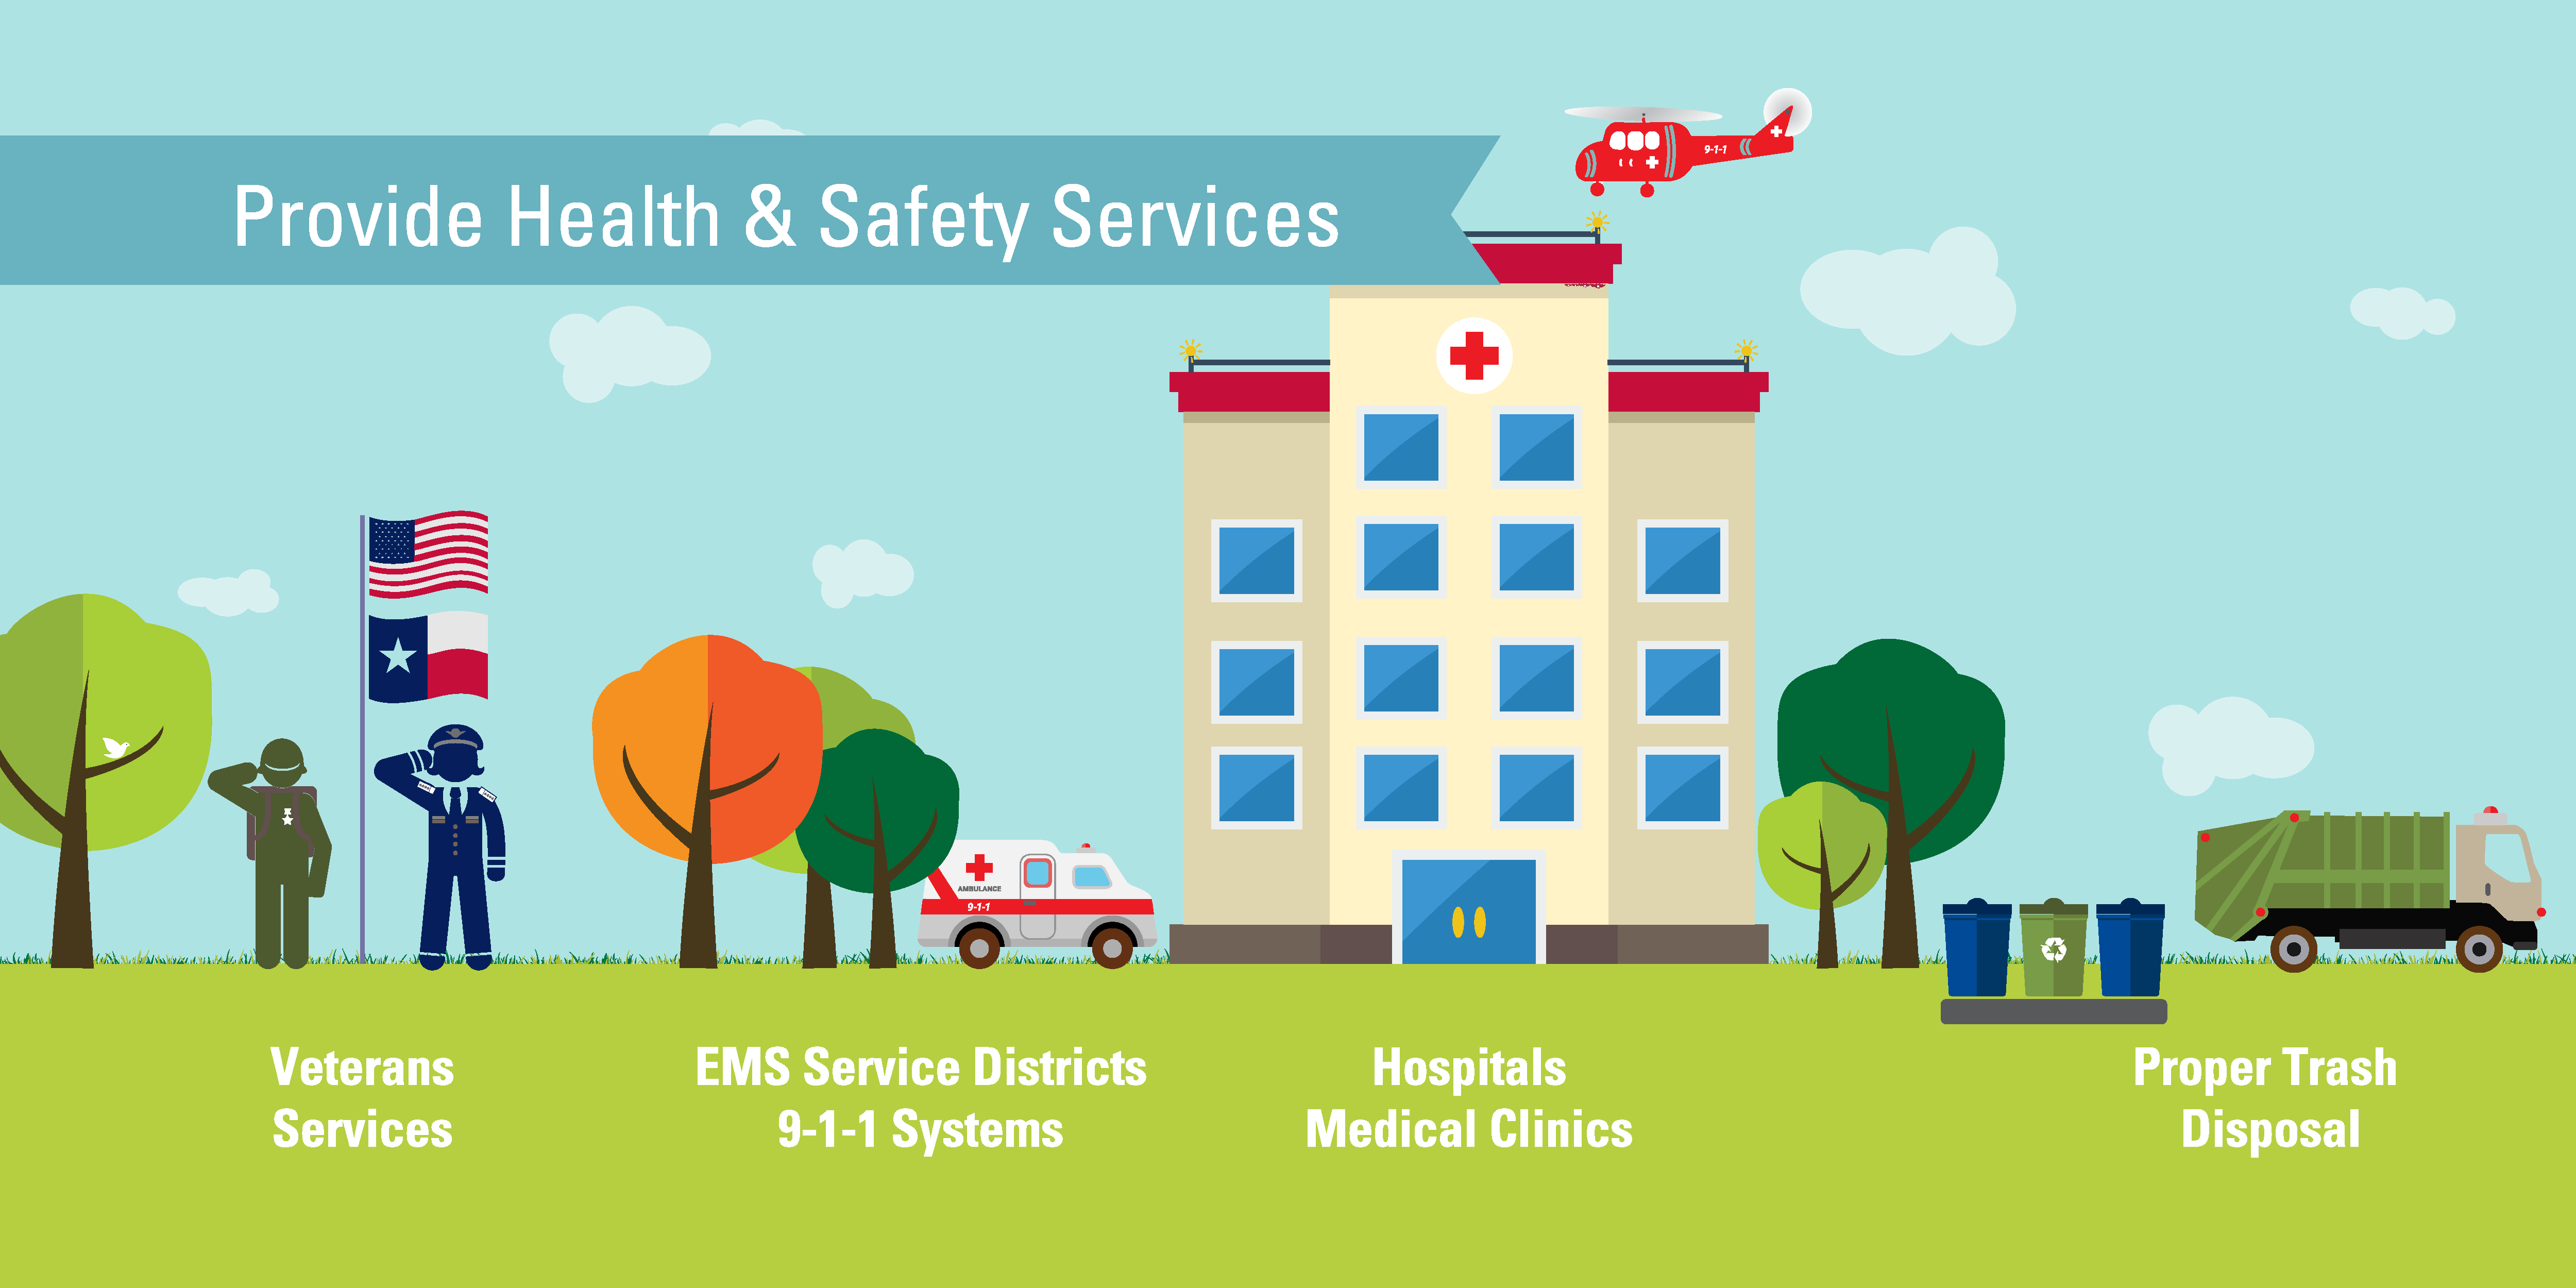 Provide Health & Safety Services
9-1-1
AMBULANCE
9-1-1
Veterans
Services
EMS Service Districts
9-1-1 Systems
Hospitals
Medical Clinics
Proper Trash
Disposal